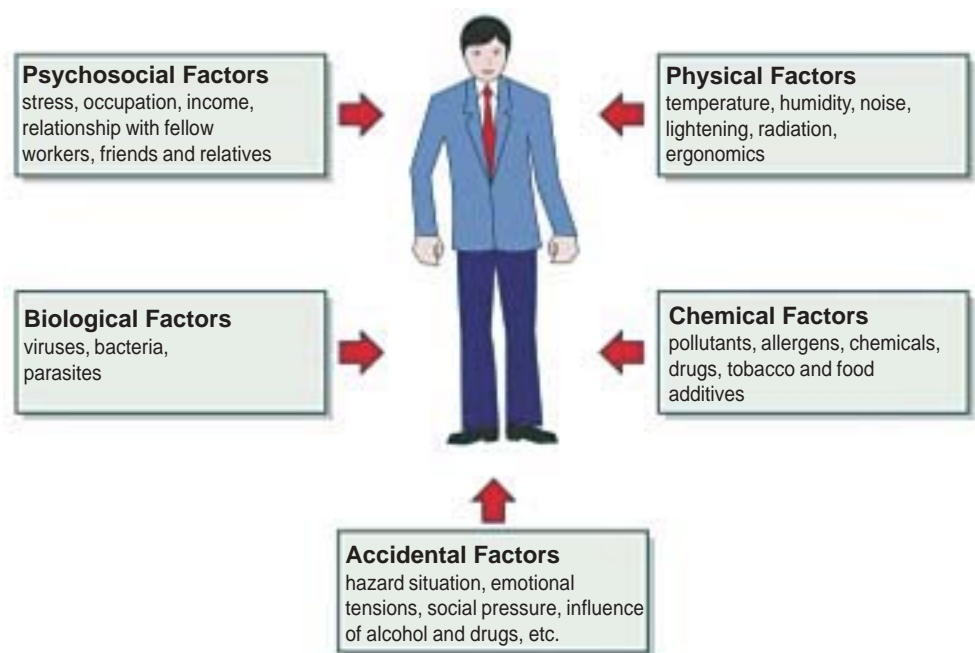 Psychosocial Factors
stress, occupation, income,
relationship with fellow
workers, friends and relatives
Physical Factors
temperature, humidity, noise,
lightening, radiation,
ergonomics
Biological Factors
viruses, bacteria,
parasites
Chemical Factors
pollutants, allergens, chemicals,
drugs, tobacco and food
additives
Accidental Factors
hazard situation, emotional
tensions, social pressure, influence
of alcohol and drugs, etc.